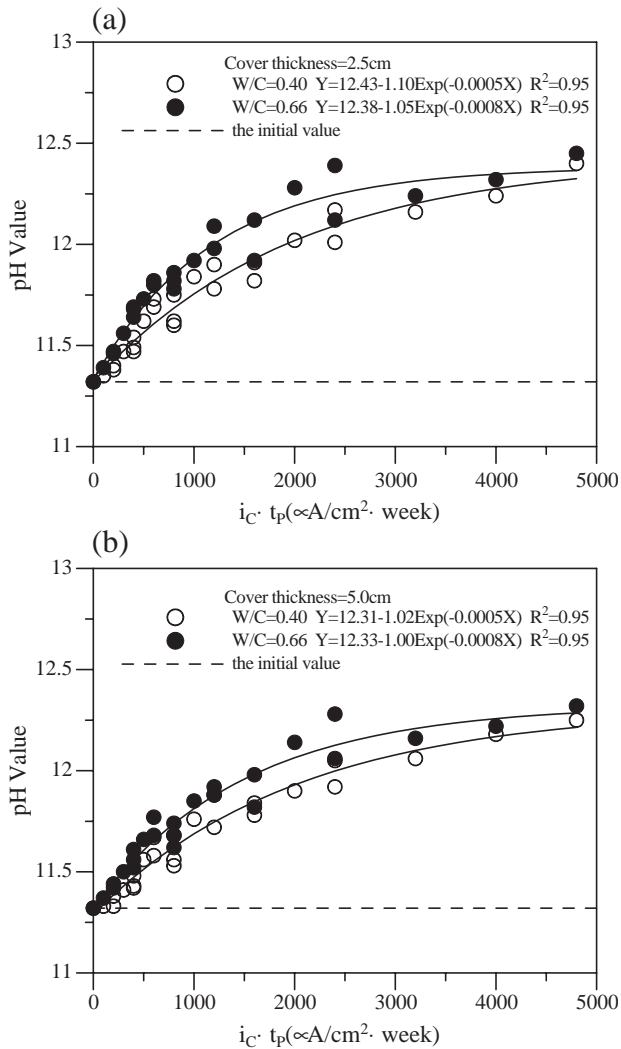 (a)
13
12.5
12
11.5
11
pH Value
Cover thickness=2.5cm
W/C=0.40 Y=12.43-1.10Exp(-0.0005X) R²=0.95
W/C=0.66 Y=12.38-1.05Exp(-0.0008X) R²=0.95
the initial value
0 1000 2000 3000 4000 5000
i_C· t_P(∝A/cm²· week)
(b)
13
12.5
12
11.5
11
pH Value
Cover thickness=5.0cm
W/C=0.40 Y=12.31-1.02Exp(-0.0005X) R²=0.95
W/C=0.66 Y=12.33-1.00Exp(-0.0008X) R²=0.95
the initial value
0 1000 2000 3000 4000 5000
i_C· t_P(∝A/cm²· week)